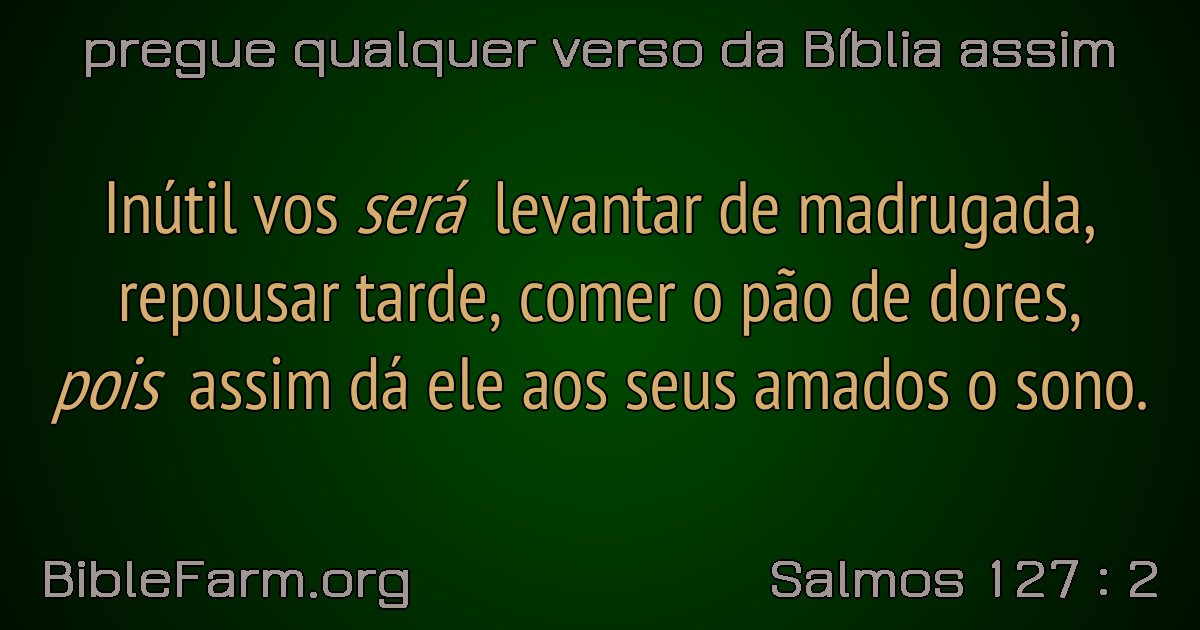 pregue qualquer verso da Bíblia assim
Inútil vos será levantar de madrugada,
repousar tarde, comer o pão de dores,
pois assim dá ele aos seus amados o sono.
BibleFarm.org
Salmos 127 : 2